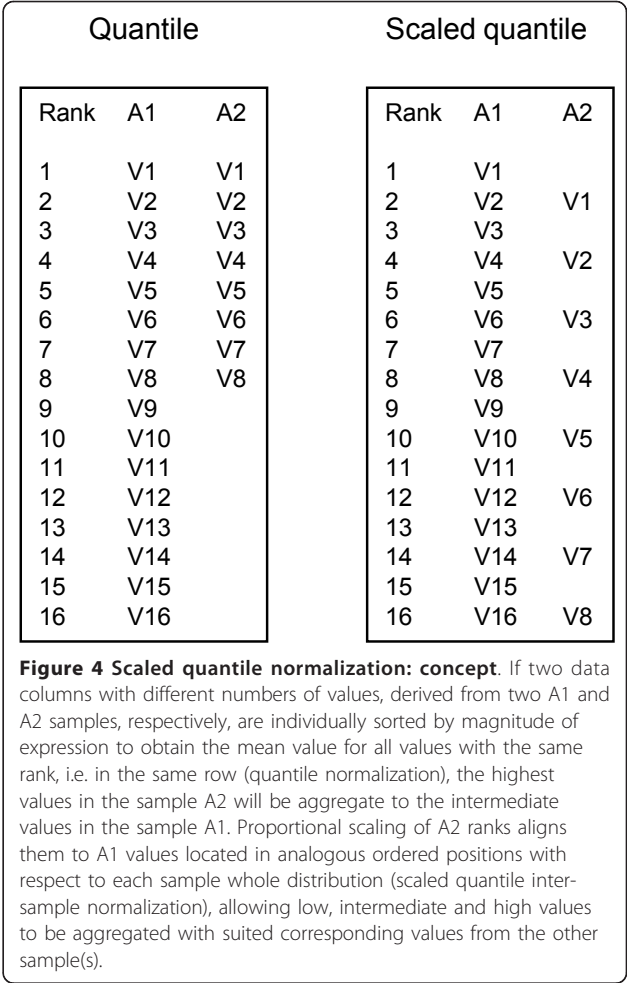 Quantile Scaled quantile
Rank A1 A2 Rank A1 A2
1 V1 V1 1 V1
2 V2 V2 2 V2 V1
3 V3 V3 3 V3
4 V4 V4 4 V4 V2
5 V5 V5 5 V5
6 V6 V6 6 V6 V3
7 V7 V7 7 V7
8 V8 V8 8 V8 V4
9 V9 9 V9
10 V10 10 V10 V5
11 V11 11 V11
12 V12 12 V12 V6
13 V13 13 V13
14 V14 14 V14 V7
15 V15 15 V15
16 V16 16 V16 V8
Figure 4 Scaled quantile normalization: concept. If two data
columns with different numbers of values, derived from two A1 and
A2 samples, respectively, are individually sorted by magnitude of
expression to obtain the mean value for all values with the same
rank, i.e. in the same row (quantile normalization), the highest
values in the sample A2 will be aggregate to the intermediate
values in the sample A1. Proportional scaling of A2 ranks aligns
them to A1 values located in analogous ordered positions with
respect to each sample whole distribution (scaled quantile inter-
sample normalization), allowing low, intermediate and high values
to be aggregated with suited corresponding values from the other
sample(s).